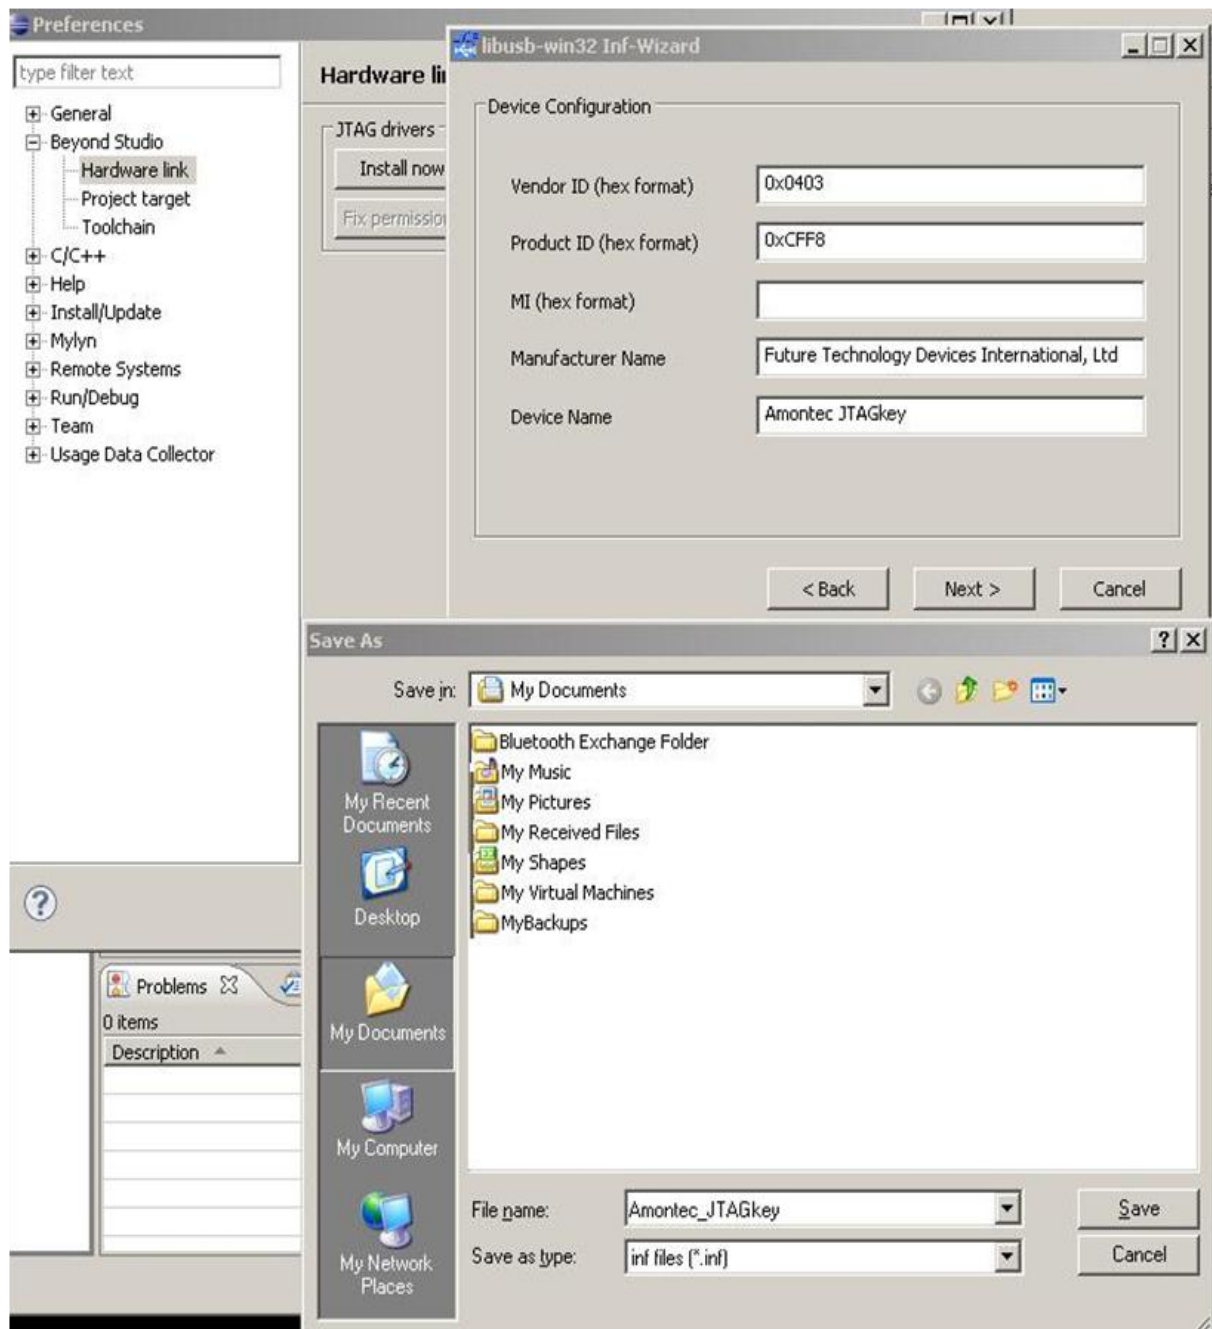 Preferences
type filter text
General
Beyond Studio
Hardware link
Project target
Toolchain
C/C++
Help
Install/Update
Mylyn
Remote Systems
Run/Debug
Team
Usage Data Collector
Hardware
JTAG drivers
Install now
Fix
libusb-win32 Inf-Wizard
Device Configuration
Vendor ID (hex format) 0x0403
Product ID (hex format) 0xCFF8
MI (hex format)
Manufacturer Name Future Technology Devices International, Ltd
Device Name Amontec JTAGkey
< Back Next > Cancel
Save As
Save in: My Documents
Bluetooth Exchange Folder
My Music
My Pictures
My Received Files
My Shapes
My Virtual Machines
MyBackups
My Recent
Documents
Desktop
My Documents
My Computer
My Network
Places
File name: Amontec_JTAGkey Save
Save as type: inf files (*.inf) Cancel
Problems
0 items
Description